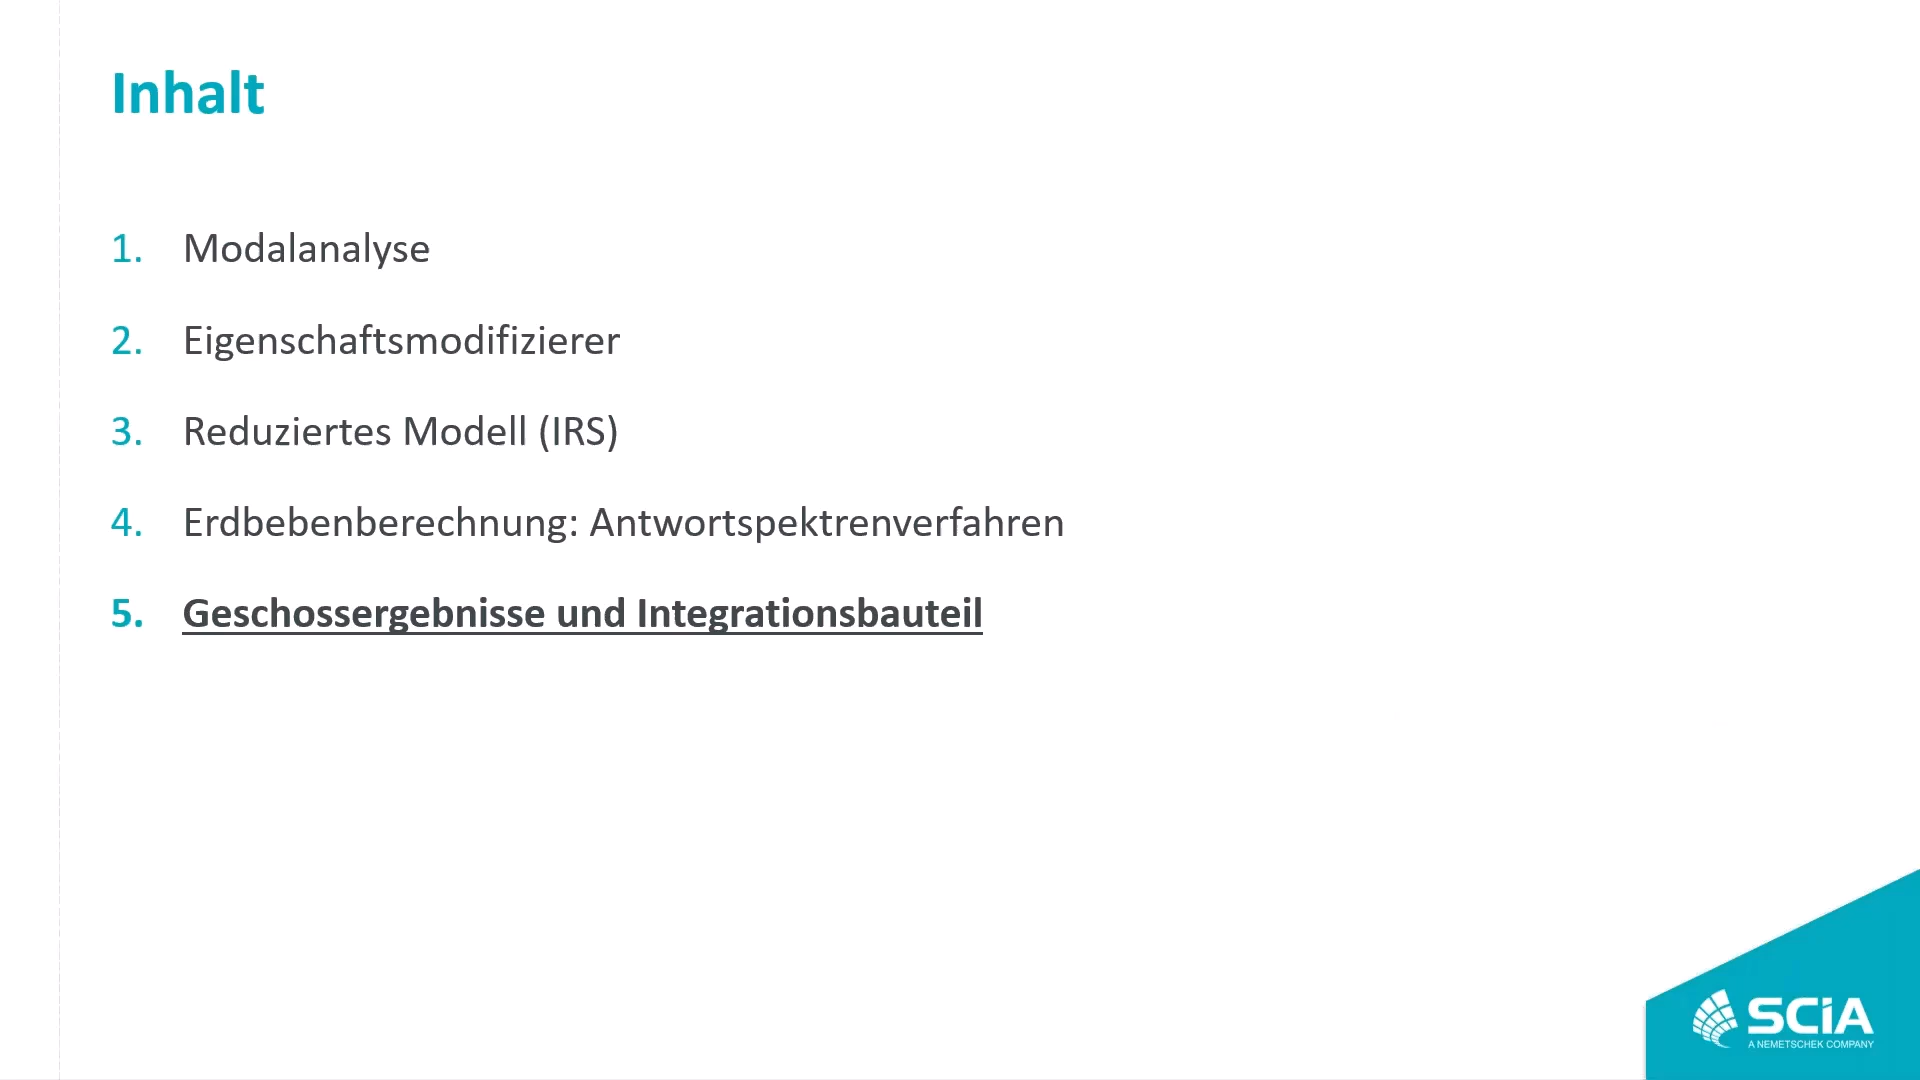 Inhalt
1. Modalanalyse
2. Eigenschaftsmodifizierer
3. Reduziertes Modell (IRS)
4. Erdbebenberechnung: Antwortspektrenverfahren
5. Geschossergebnisse und Integrationsbauteil
SCiA
A NEMETSCHEK COMPANY